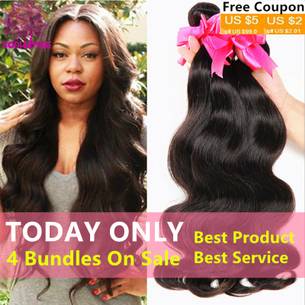 Free Coupon
US $5
US $2
TODAY ONLY
4 Bundles On Sale
Best Product
Best Service